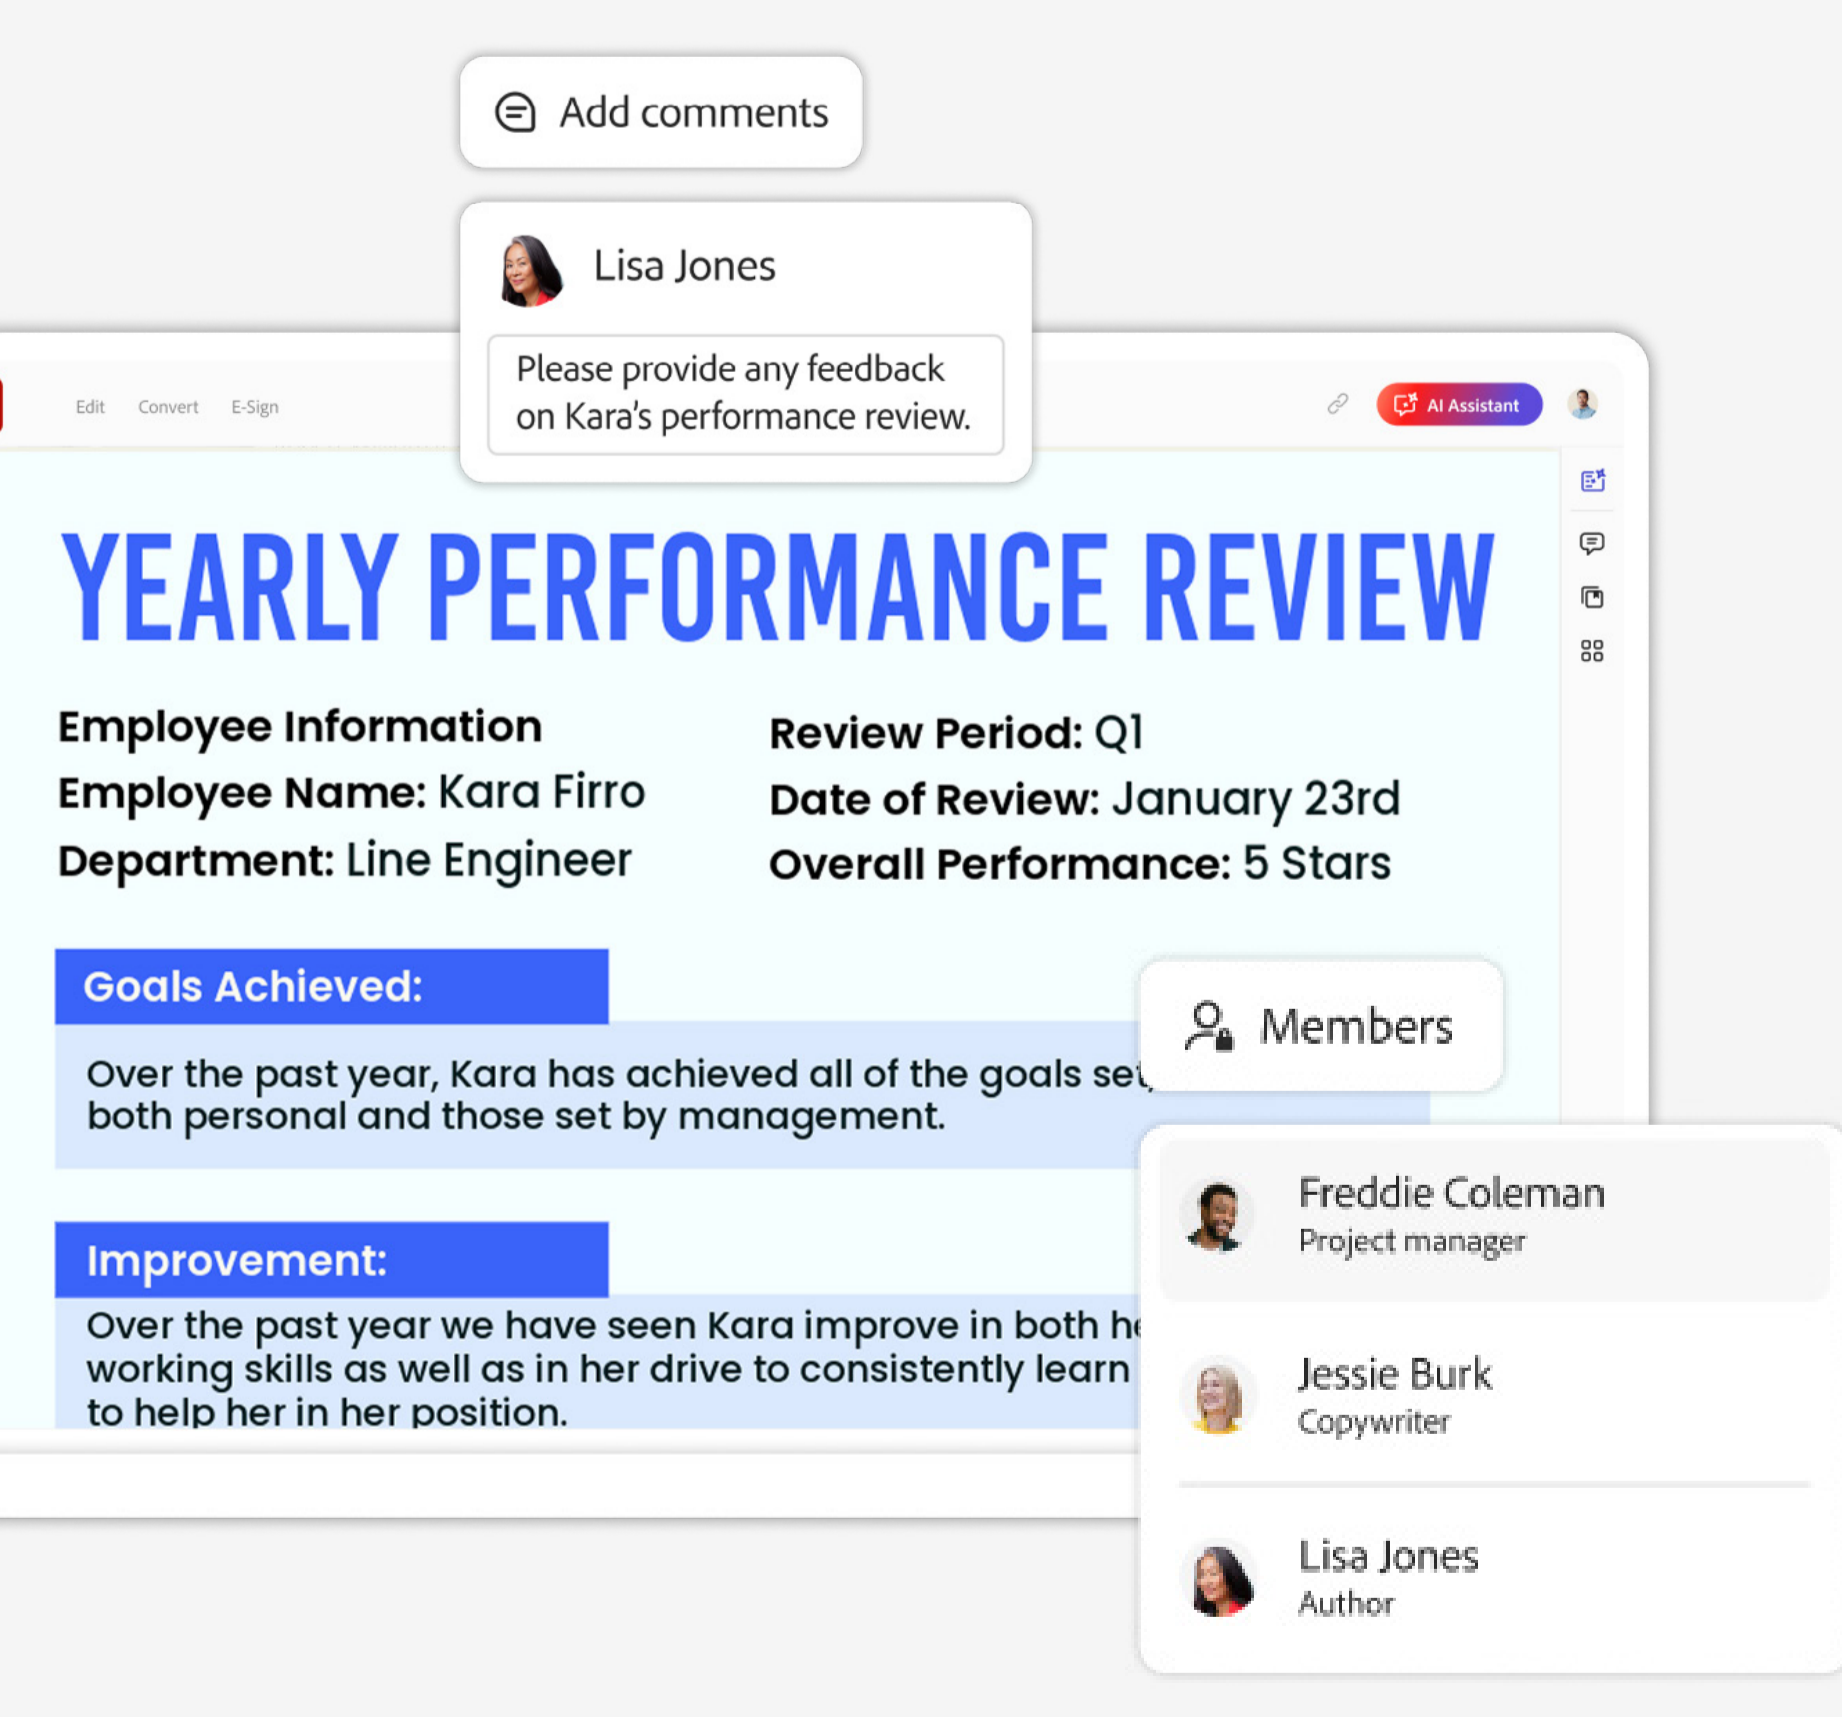 Add comments
Lisa Jones
Please provide any feedback
on Kara's performance review.
Edit Convert E-Sign
AI Assistant
YEARLY PERFORMANCE REVIEW
Employee Information
Employee Name: Kara Firro
Department: Line Engineer
Review Period: Q1
Date of Review: January 23rd
Overall Performance: 5 Stars
Goals Achieved:
Over the past year, Kara has achieved all of the goals set,
both personal and those set by management.
Improvement:
Over the past year we have seen Kara improve in both
working skills as well as in her drive to consistently learn
to help her in her position.
Members
Freddie Coleman
Project manager
Jessie Burk
Copywriter
Lisa Jones
Author